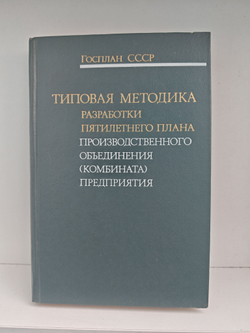 Госплан СССР
ТИПОВАЯ МЕТОДИКА
РАЗРАБОТКИ
ПЯТИЛЕТНЕГО ПЛАНА
ПРОИЗВОДСТВЕННОГО
ОБЪЕДИНЕНИЯ
(КОМБИНАТА)
ПРЕДПРИЯТИЯ